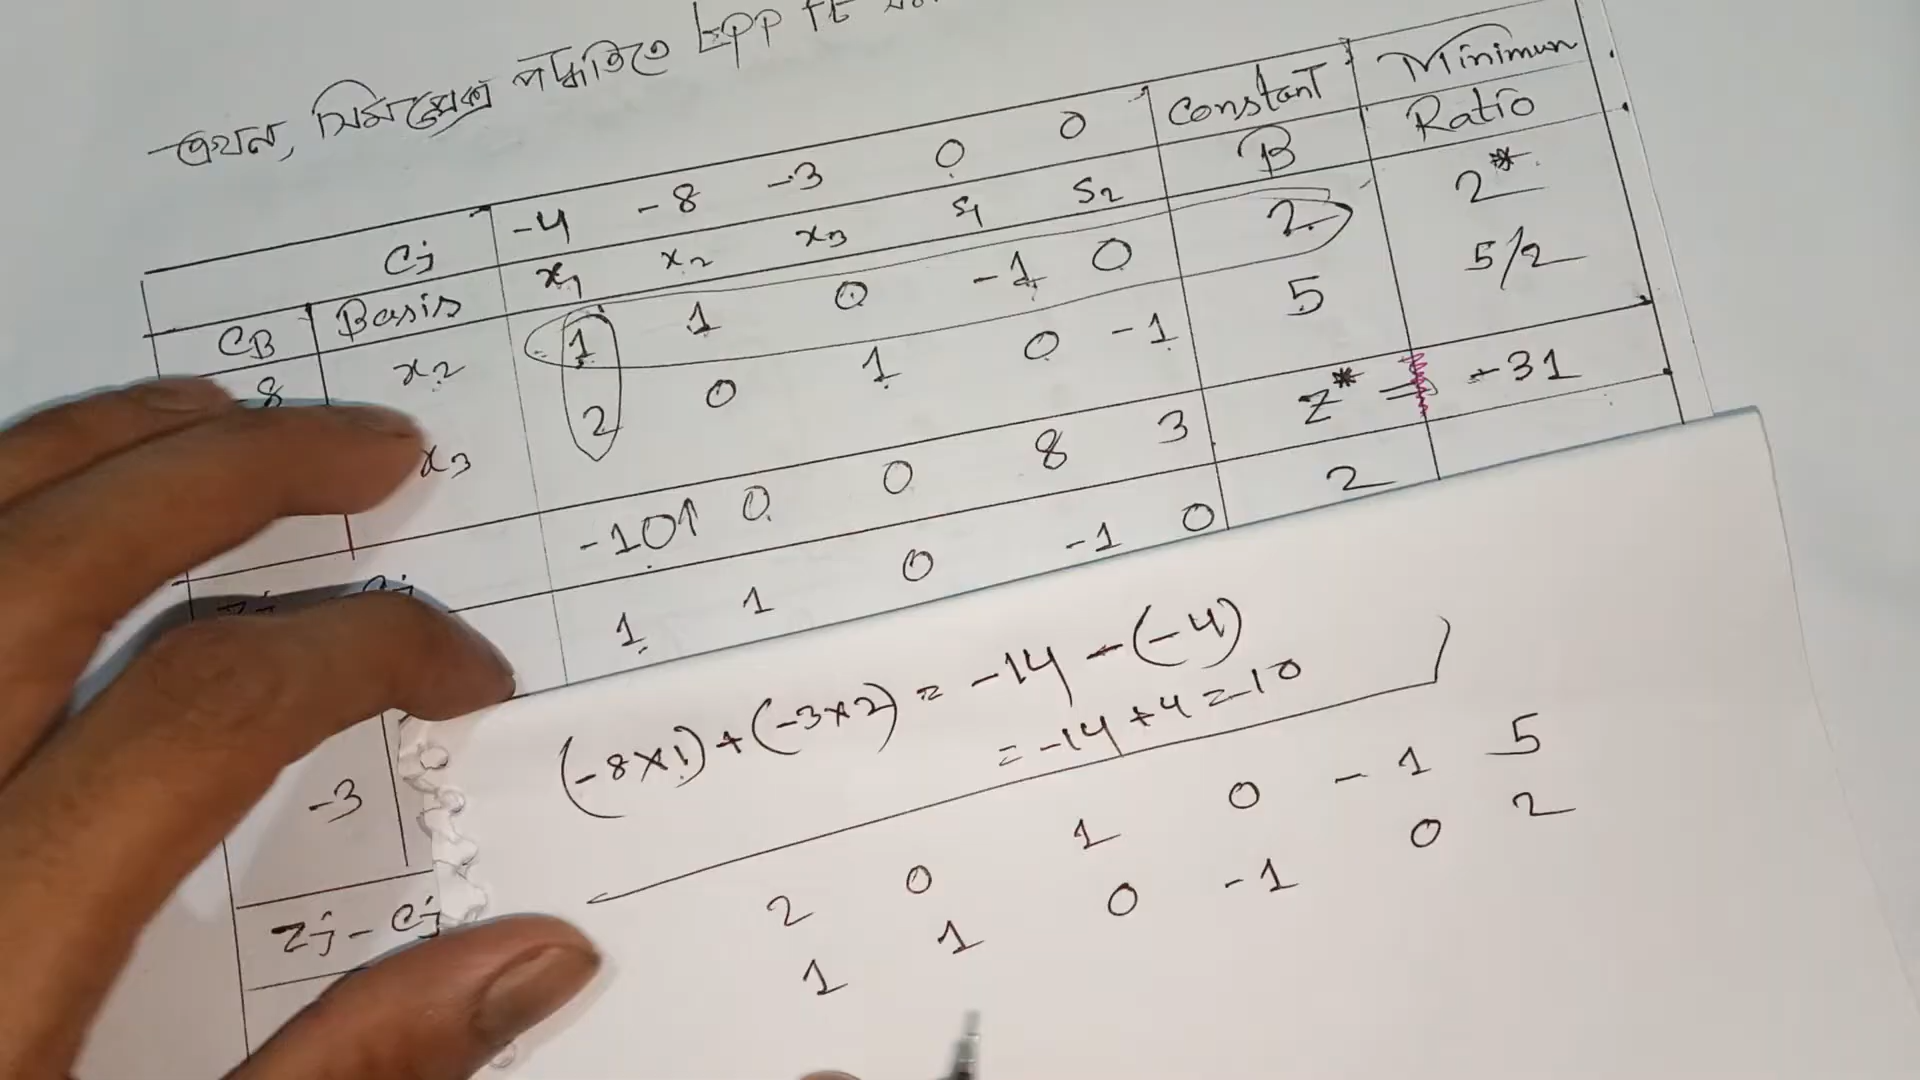 এখন, সিমপ্লেক্স পদ্ধতিতে LPP টি
Cj -4 -8 -3 0 0 Constant Minimum
CB Basis x1 x2 x3 s1 s2 B Ratio
-8 x2 1 1 0 -1 0 2 2*
x3 2 0 1 0 -1 5 5/2
Zj - Cj -10↑ 0 0 8 3 Z* = -31
1 1 0 -1 0 2
-3
Zj - Cj
(-8×1)+(-3×2) = -14 - (-4)
= -14 + 4 = -10
2 0 1 0 -1 5
1 1 0 -1 0 2